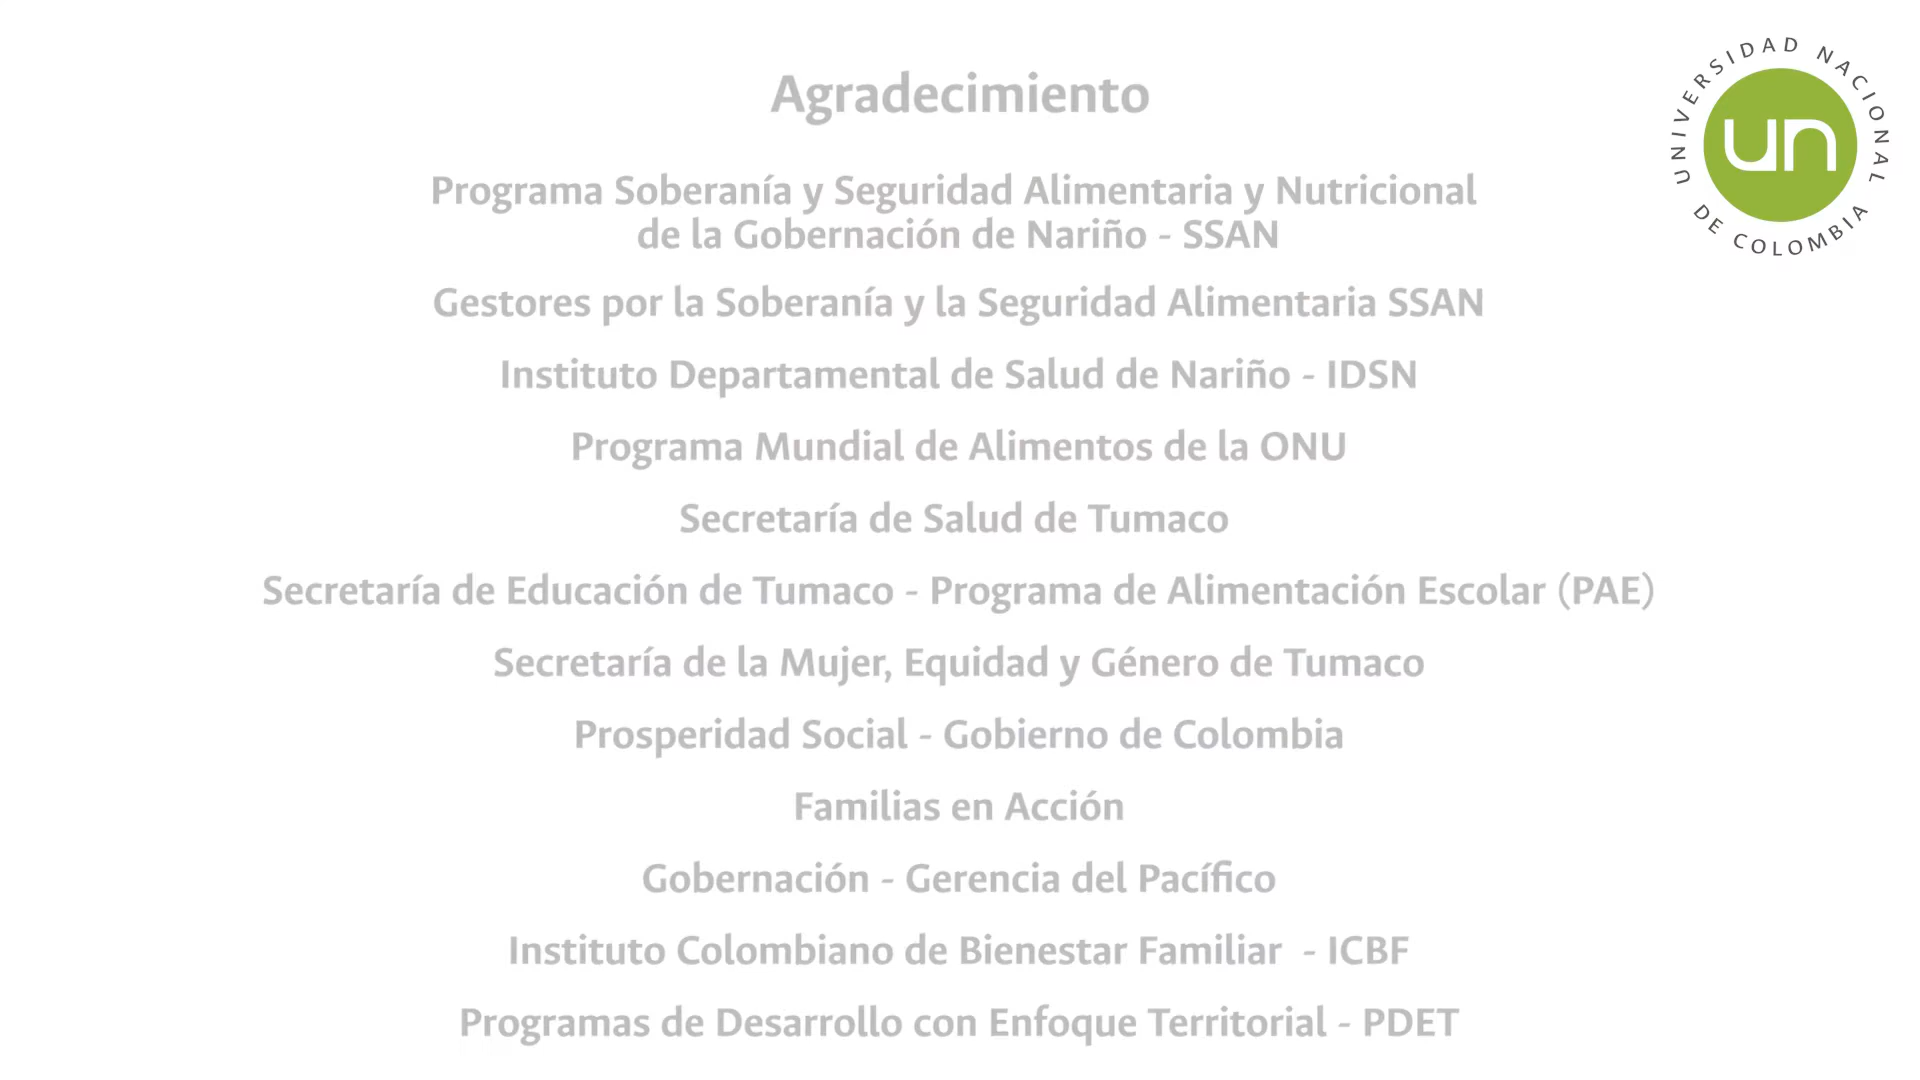 Agradecimiento
Programa Soberanía y Seguridad Alimentaria y Nutricional
de la Gobernación de Nariño - SSAN
Gestores por la Soberanía y la Seguridad Alimentaria SSAN
Instituto Departamental de Salud de Nariño - IDSN
Programa Mundial de Alimentos de la ONU
Secretaría de Salud de Tumaco
Secretaría de Educación de Tumaco - Programa de Alimentación Escolar (PAE)
Secretaría de la Mujer, Equidad y Género de Tumaco
Prosperidad Social - Gobierno de Colombia
Familias en Acción
Gobernación - Gerencia del Pacífico
Instituto Colombiano de Bienestar Familiar - ICBF
Programas de Desarrollo con Enfoque Territorial - PDET
UNIVERSIDAD NACIONAL
DE COLOMBIA
un